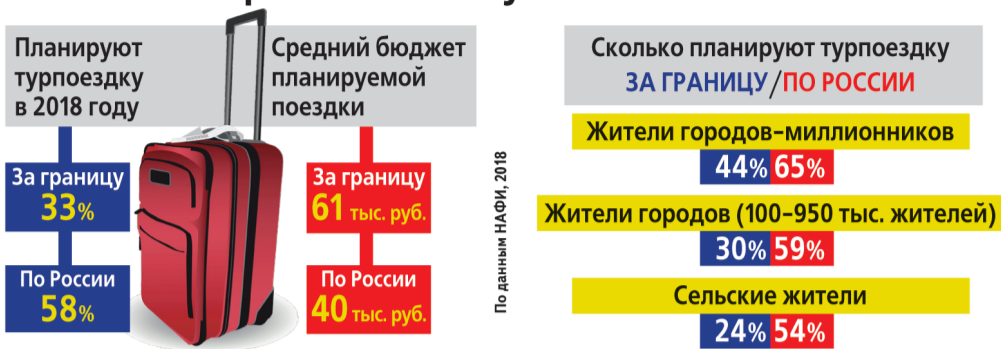 Планируют
турпоездку
в 2018 году
За границу
33%
По России
58%
Средний бюджет
планируемой
поездки
За границу
61 тыс. руб.
По России
40 тыс. руб.
По данным НАФИ, 2018
Сколько планируют турпоездку
ЗА ГРАНИЦУ/ПО РОССИИ
Жители городов-миллионников
44% 65%
Жители городов (100-950 тыс. жителей)
30% 59%
Сельские жители
24% 54%